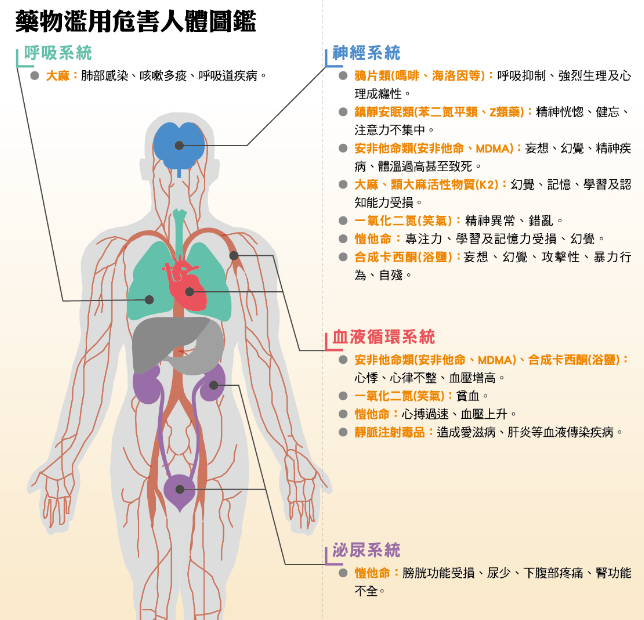 藥物濫用危害人體圖鑑
呼吸系統
大麻：肺部感染、咳嗽多痰、呼吸道疾病。
神經系統
鴉片類(嗎啡、海洛因等)：呼吸抑制、強烈生理及心
理成癮性。
鎮靜安眠類(苯二氮平類、Z類藥)：精神恍惚、健忘、
注意力不集中。
安非他命類(安非他命、MDMA)：妄想、幻覺、精神疾
病、體溫過高甚至致死。
大麻、類大麻活性物質(K2)：幻覺、記憶、學習及認
知能力受損。
一氧化二氮(笑氣)：精神異常、錯亂。
愷他命：專注力、學習及記憶力受損、幻覺。
合成卡西酮(浴鹽)：妄想、幻覺、攻擊性、暴力行
為、自殘。
血液循環系統
安非他命類(安非他命、MDMA)、合成卡西酮(浴鹽)：
心悸、心律不整、血壓增高。
一氧化二氮(笑氣)：貧血。
愷他命：心搏過速、血壓上升。
靜脈注射毒品：造成愛滋病、肝炎等血液傳染疾病。
泌尿系統
愷他命：膀胱功能受損、尿少、下腹部疼痛、腎功能
不全。